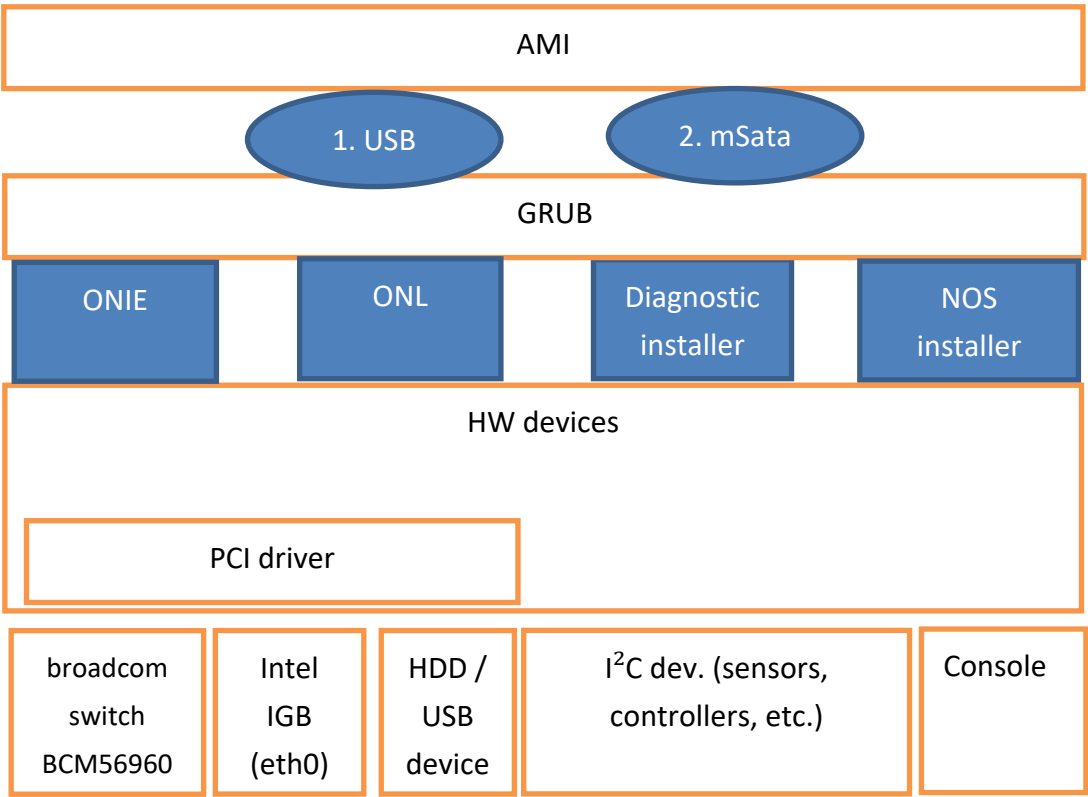 AMI
1. USB
2. mSata
GRUB
ONIE
ONL
Diagnostic
installer
NOS
installer
HW devices
PCI driver
broadcom
switch
BCM56960
Intel
IGB
(eth0)
HDD /
USB
device
I²C dev. (sensors,
controllers, etc.)
Console